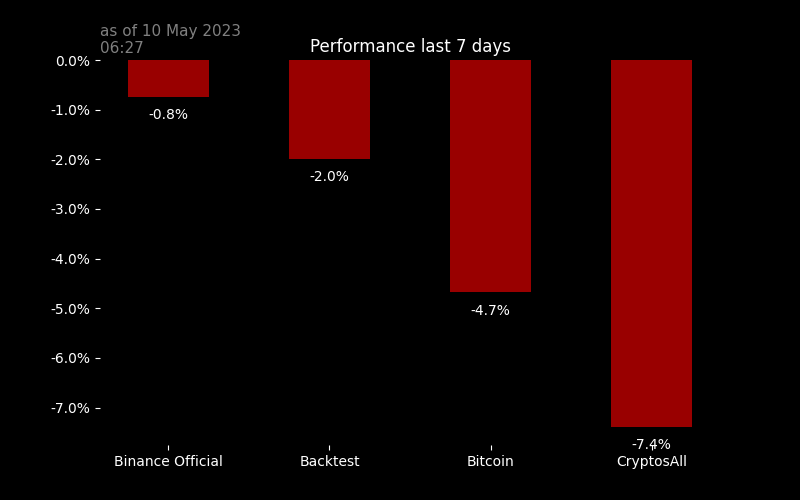 as of 10 May 2023
06:27
Performance last 7 days
0.0%
-1.0%
-2.0%
-3.0%
-4.0%
-5.0%
-6.0%
-7.0%
-0.8%
-2.0%
-4.7%
-7.4%
Binance Official
Backtest
Bitcoin
CryptosAll